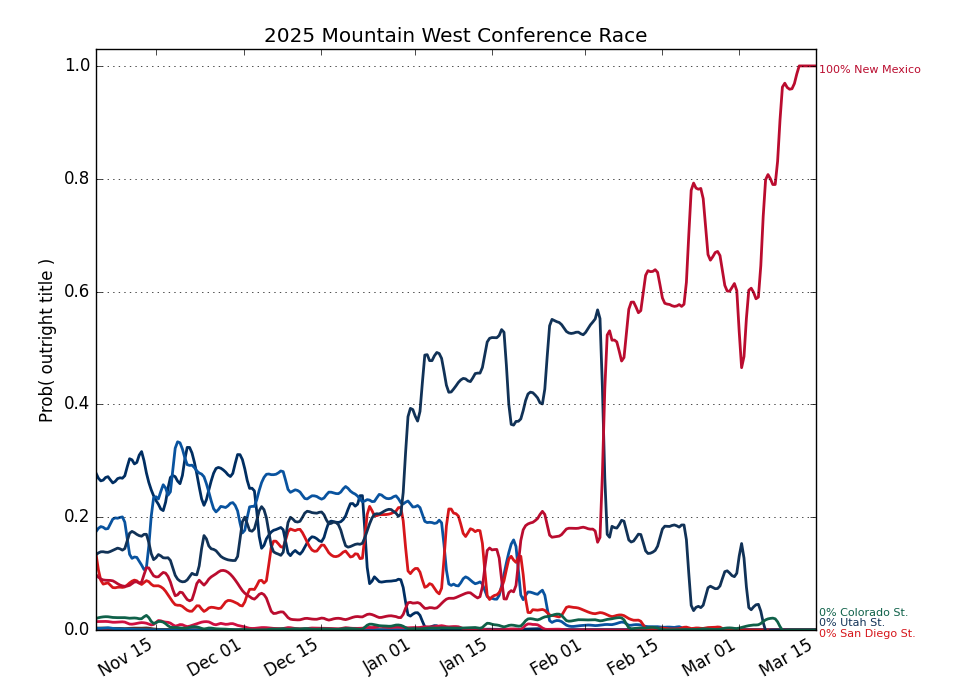 2025 Mountain West Conference Race
1.0
0.8
0.6
0.4
0.2
0.0
Prob( outright title )
100% New Mexico
0% Colorado St.
0% Utah St.
0% San Diego St.
Nov 15
Dec 01
Dec 15
Jan 01
Jan 15
Feb 01
Feb 15
Mar 01
Mar 15